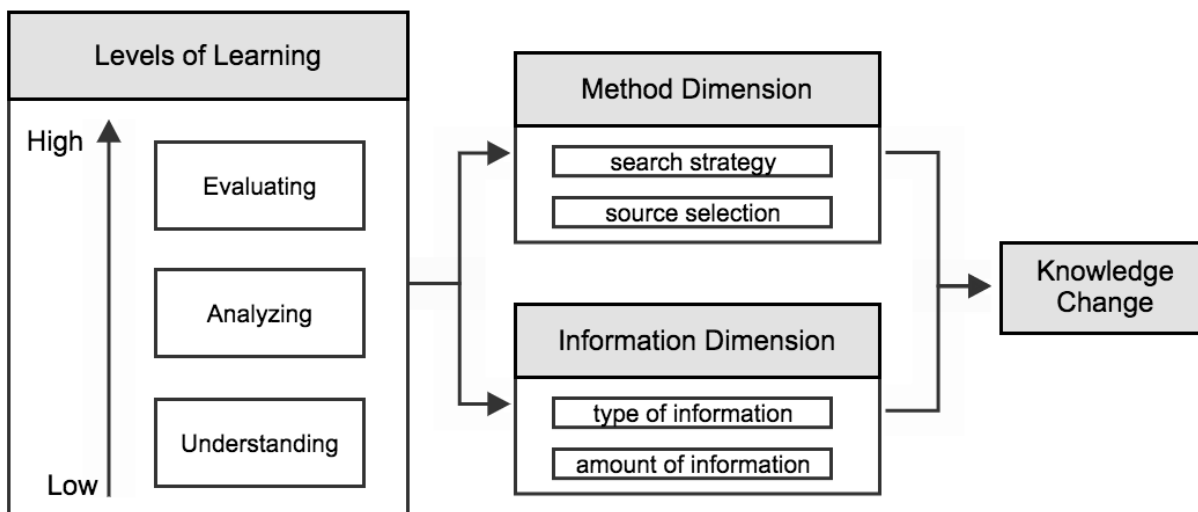 Levels of Learning
High
Evaluating
Analyzing
Understanding
Low
Method Dimension
search strategy
source selection
Information Dimension
type of information
amount of information
Knowledge
Change